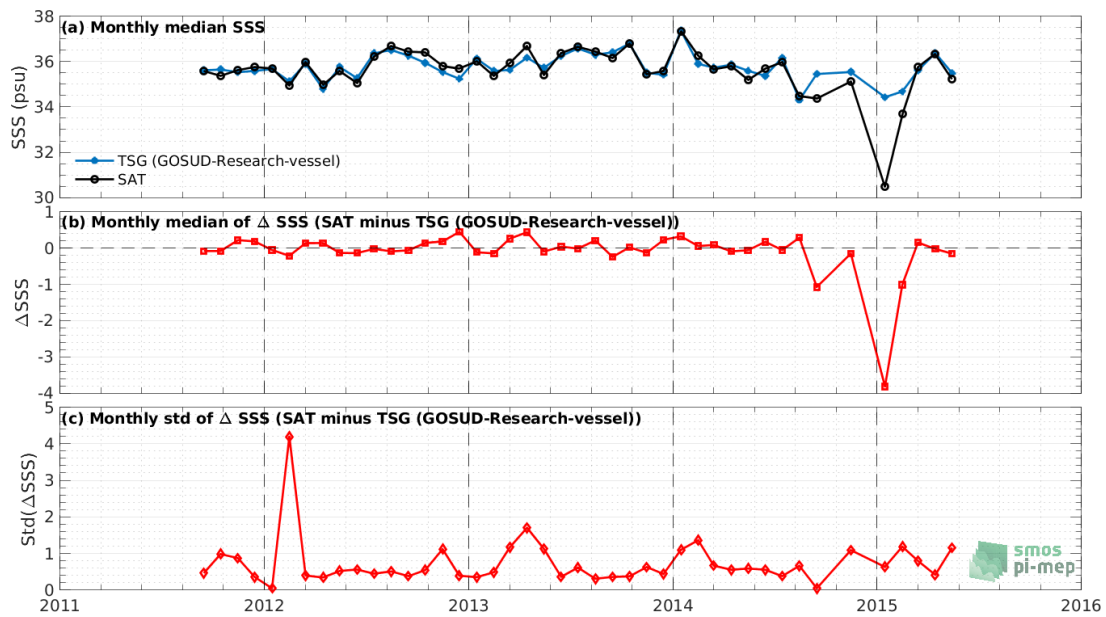 (a) Monthly median SSS
38
36
34
32
30
SSS (psu)
TSG (GOSUD-Research-vessel)
SAT
(b) Monthly median of Δ SSS (SAT minus TSG (GOSUD-Research-vessel))
1
0
-1
-2
-3
-4
ΔSSS
(c) Monthly std of Δ SSS (SAT minus TSG (GOSUD-Research-vessel))
5
4
3
2
1
0
Std(ΔSSS)
smos
pi-mep
2011 2012 2013 2014 2015 2016